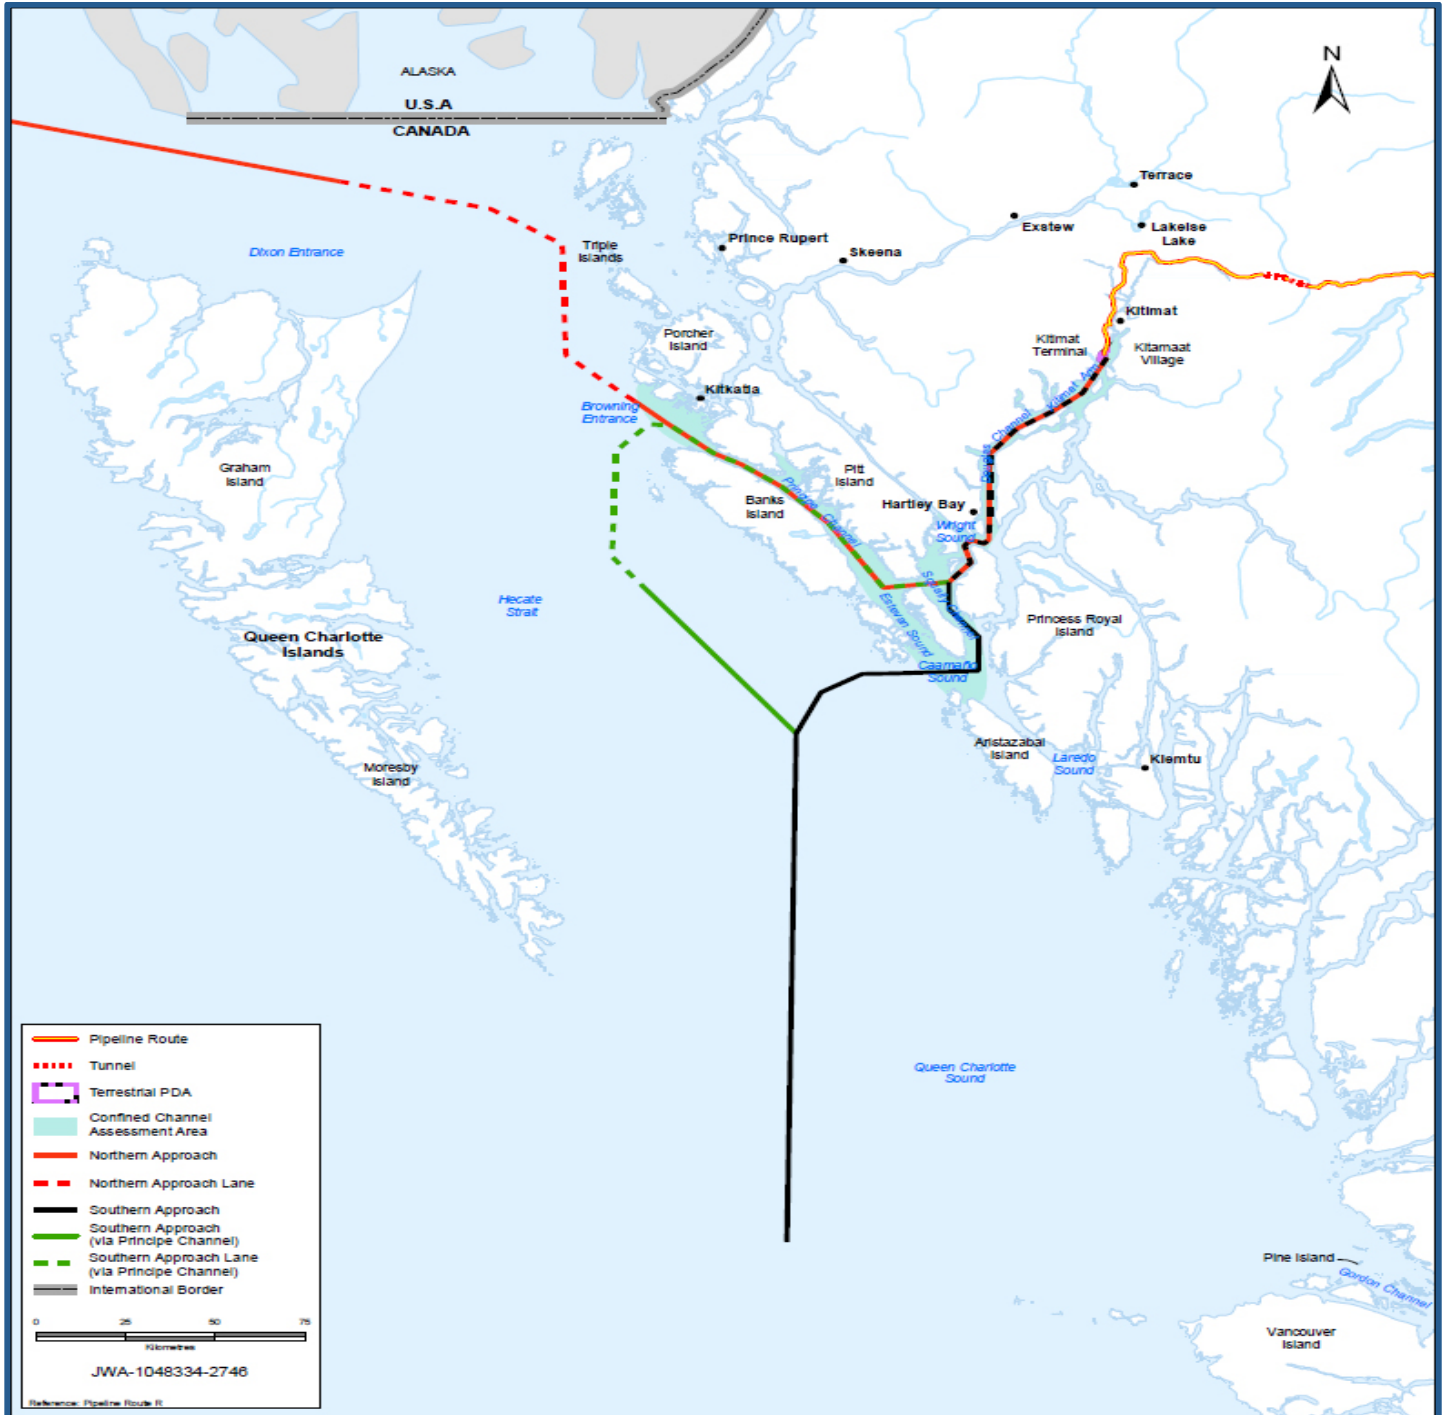 ALASKA
U.S.A
CANADA
N
Terrace
Exstew
Lakelse
Lake
Dixon Entrance
Triple
Islands
Prince Rupert
Skeena
Kitimat
Kitimat
Terminal
Kitamaat
Village
Porcher
Island
Kitkatla
Browning
Entrance
Kitimat Arm
Douglas Channel
Graham
Island
Pitt
Island
Banks
Island
Principe Channel
Hartley Bay
Wright
Sound
Squally Channel
Estevan Sound
Hecate
Strait
Queen Charlotte
Islands
Princess Royal
Island
Caamaño
Sound
Aristazabal
Island
Laredo
Sound
Klemtu
Moresby
Island
Queen Charlotte
Sound
Pine Island
Gordon Channel
Vancouver
Island
Pipeline Route
Tunnel
Terrestrial PDA
Confined Channel
Assessment Area
Northern Approach
Northern Approach Lane
Southern Approach
Southern Approach
(via Principe Channel)
Southern Approach Lane
(via Principe Channel)
International Border
0 25 50 75
Kilometres
JWA-1048334-2746
Reference: Pipeline Route R